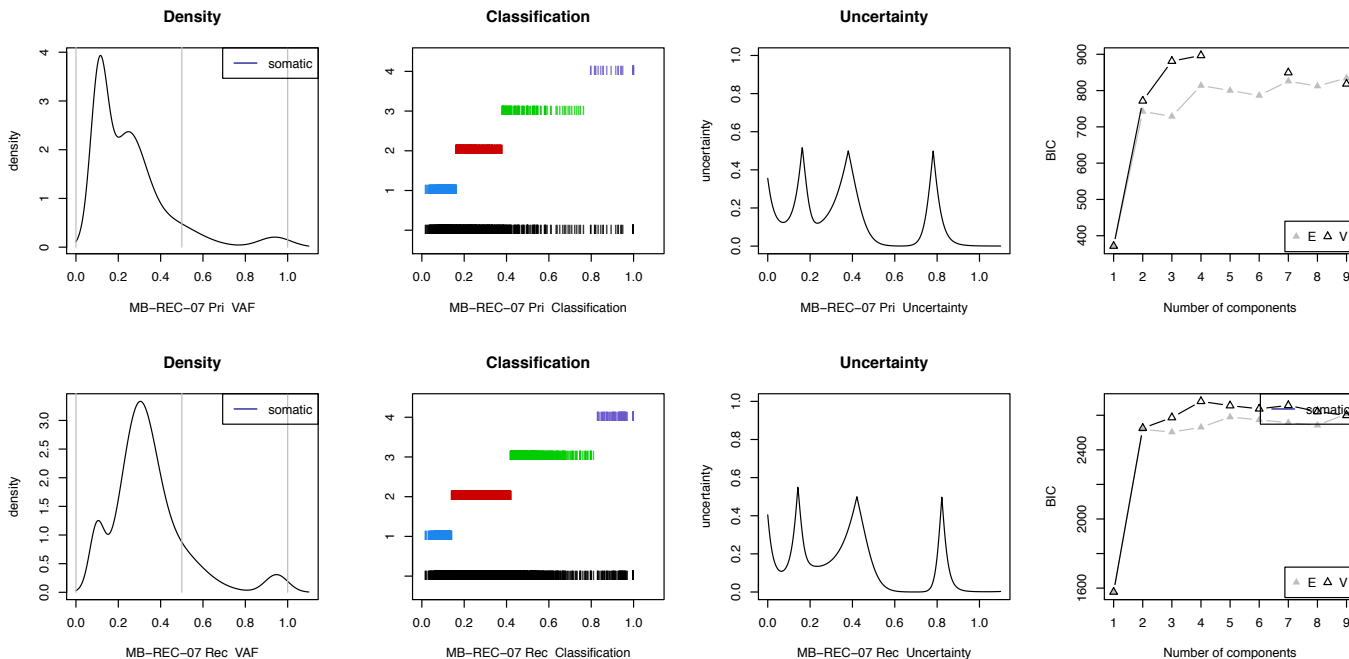 Density
density
0
1
2
3
4
0.0 0.2 0.4 0.6 0.8 1.0
somatic
MB−REC−07 Pri VAF
Classification
4
3
2
1
0.0 0.2 0.4 0.6 0.8 1.0
MB−REC−07 Pri Classification
Uncertainty
uncertainty
0.0 0.2 0.4 0.6 0.8 1.0
0.0 0.2 0.4 0.6 0.8 1.0
MB−REC−07 Pri Uncertainty
BIC
400 500 600 700 800 900
E V
1 2 3 4 5 6 7 8 9
Number of components
Density
density
0.0 0.5 1.0 1.5 2.0 2.5 3.0
0.0 0.2 0.4 0.6 0.8 1.0
somatic
MB−REC−07 Rec VAF
Classification
4
3
2
1
0.0 0.2 0.4 0.6 0.8 1.0
MB−REC−07 Rec Classification
Uncertainty
uncertainty
0.0 0.2 0.4 0.6 0.8 1.0
0.0 0.2 0.4 0.6 0.8 1.0
MB−REC−07 Rec Uncertainty
BIC
1600 2000 2400
somatic
E V
1 2 3 4 5 6 7 8 9
Number of components